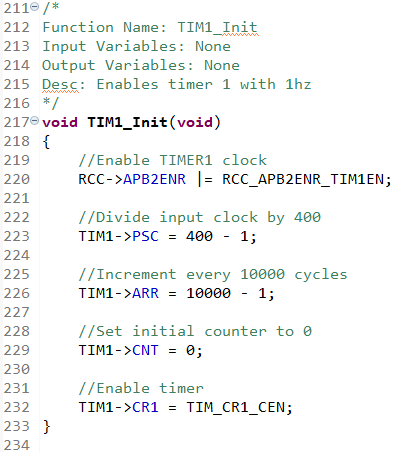 211 /*
212 Function Name: TIM1_Init
213 Input Variables: None
214 Output Variables: None
215 Desc: Enables timer 1 with 1hz
216 */
217 void TIM1_Init(void)
218 {
219     //Enable TIMER1 clock
220     RCC->APB2ENR |= RCC_APB2ENR_TIM1EN;
221
222     //Divide input clock by 400
223     TIM1->PSC = 400 - 1;
224
225     //Increment every 10000 cycles
226     TIM1->ARR = 10000 - 1;
227
228     //Set initial counter to 0
229     TIM1->CNT = 0;
230
231     //Enable timer
232     TIM1->CR1 = TIM_CR1_CEN;
233 }
234